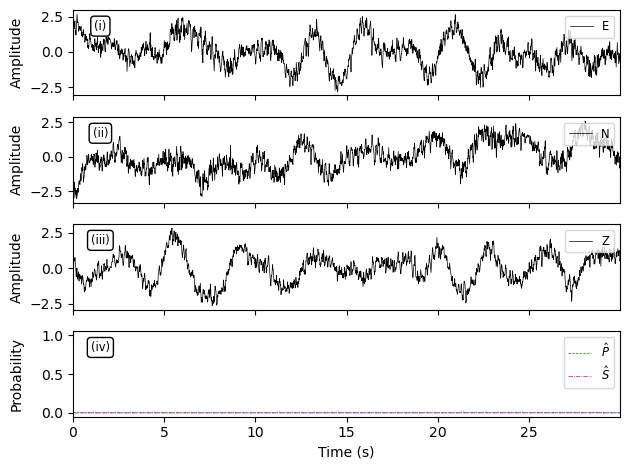 2.5
0.0
−2.5
Amplitude
(i)
E
2.5
0.0
−2.5
Amplitude
(ii)
N
2.5
0.0
−2.5
Amplitude
(iii)
Z
1.0
0.5
0.0
Probability
(iv)
P̂
Ŝ
0 5 10 15 20 25
Time (s)